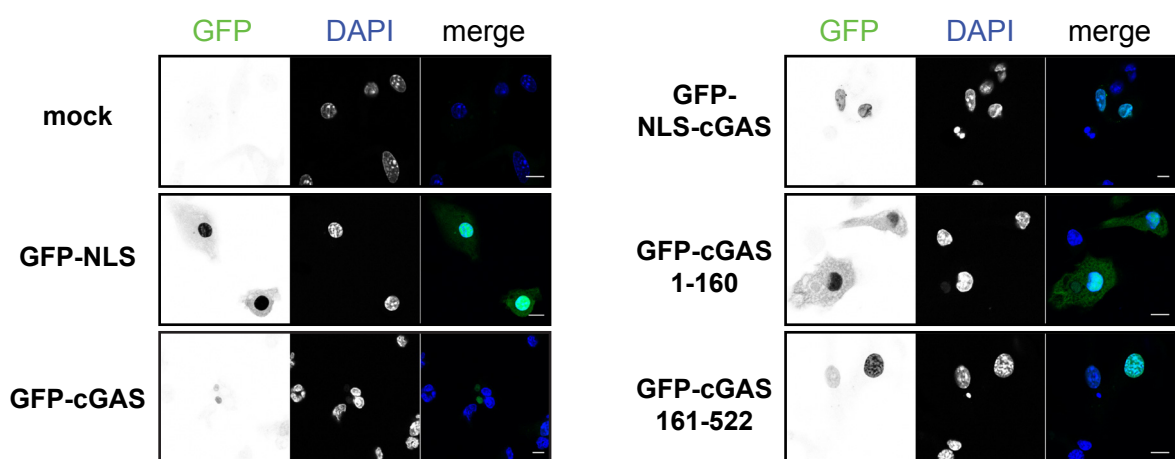 GFP DAPI merge
mock
GFP-NLS
GFP-cGAS
GFP DAPI merge
GFP-
NLS-cGAS
GFP-cGAS
1-160
GFP-cGAS
161-522